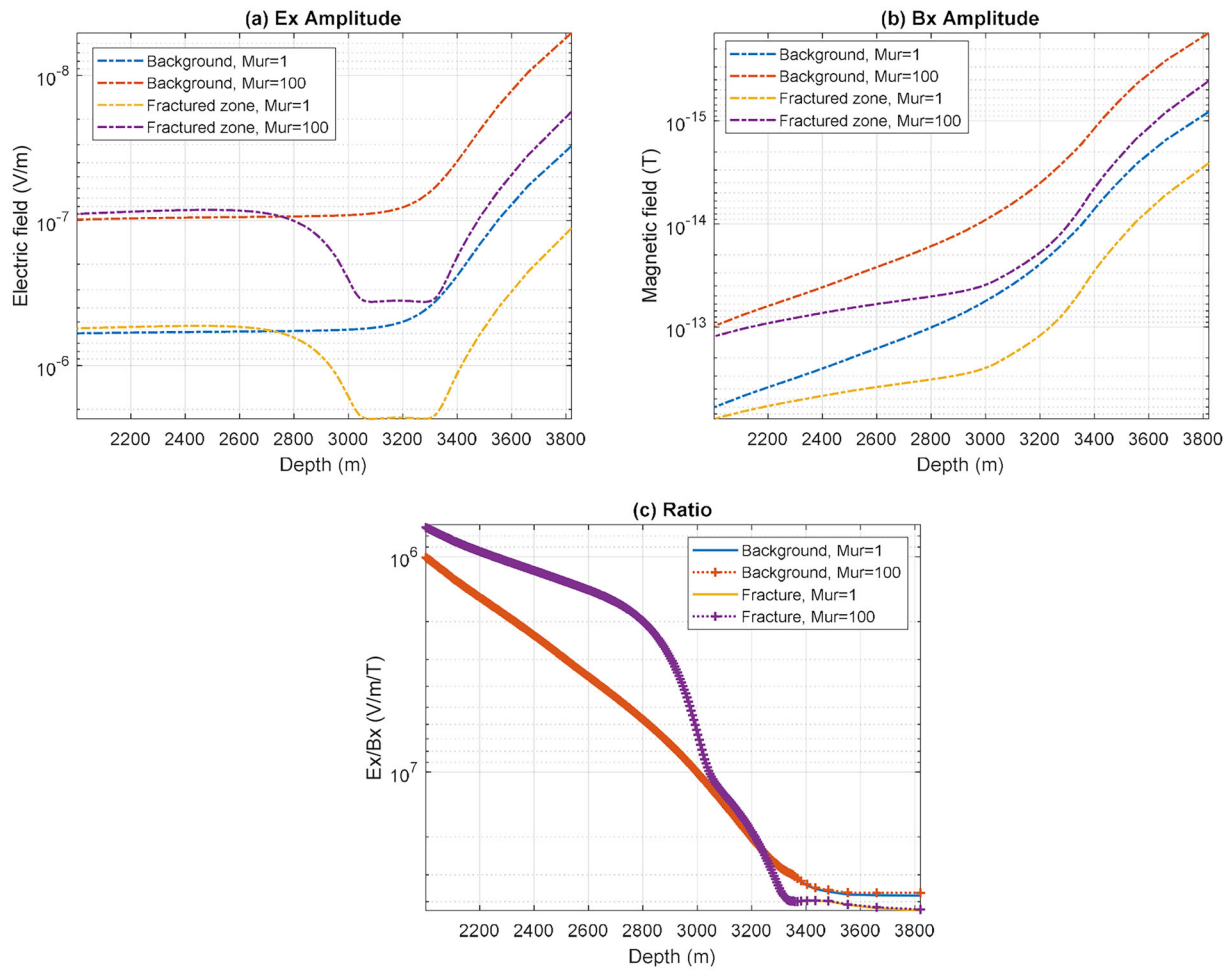 (a) Ex Amplitude
Background, Mur=1
Background, Mur=100
Fractured zone, Mur=1
Fractured zone, Mur=100
Electric field (V/m)
10-8
10-7
10-6
2200 2400 2600 2800 3000 3200 3400 3600 3800
Depth (m)
(b) Bx Amplitude
Background, Mur=1
Background, Mur=100
Fractured zone, Mur=1
Fractured zone, Mur=100
Magnetic field (T)
10-15
10-14
10-13
2200 2400 2600 2800 3000 3200 3400 3600 3800
Depth (m)
(c) Ratio
Background, Mur=1
Background, Mur=100
Fracture, Mur=1
Fracture, Mur=100
Ex/Bx (V/m/T)
106
107
2200 2400 2600 2800 3000 3200 3400 3600 3800
Depth (m)